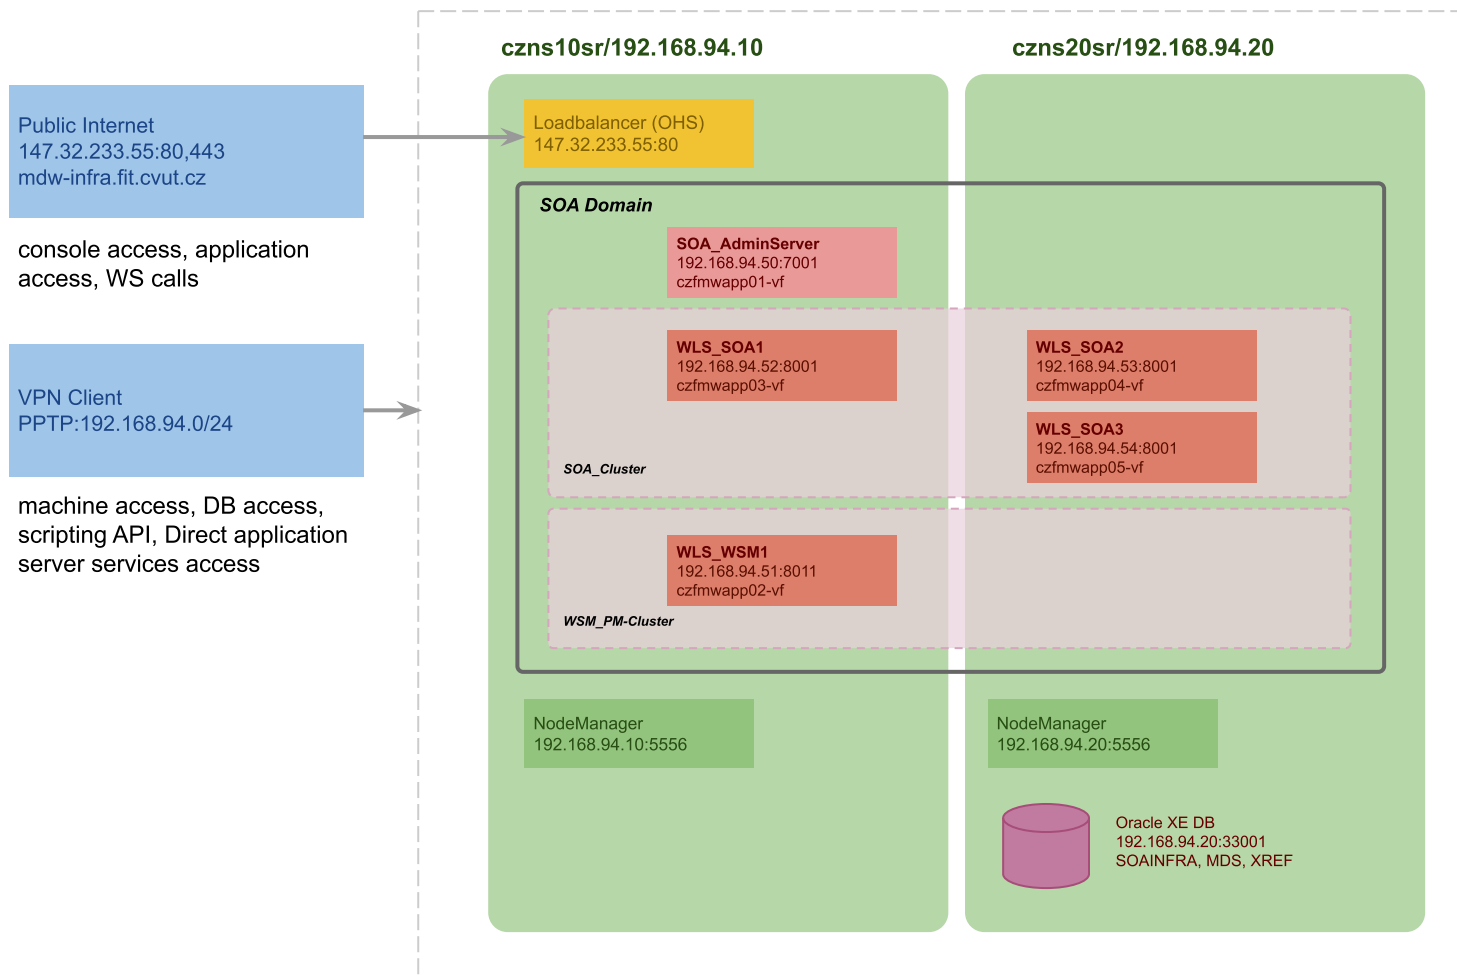 czns10sr/192.168.94.10
czns20sr/192.168.94.20
Public Internet
147.32.233.55:80,443
mdw-infra.fit.cvut.cz
console access, application
access, WS calls
VPN Client
PPTP:192.168.94.0/24
machine access, DB access,
scripting API, Direct application
server services access
Loadbalancer (OHS)
147.32.233.55:80
SOA Domain
SOA_AdminServer
192.168.94.50:7001
czfmwapp01-vf
WLS_SOA1
192.168.94.52:8001
czfmwapp03-vf
WLS_SOA2
192.168.94.53:8001
czfmwapp04-vf
WLS_SOA3
192.168.94.54:8001
czfmwapp05-vf
SOA_Cluster
WLS_WSM1
192.168.94.51:8011
czfmwapp02-vf
WSM_PM-Cluster
NodeManager
192.168.94.10:5556
NodeManager
192.168.94.20:5556
Oracle XE DB
192.168.94.20:33001
SOAINFRA, MDS, XREF